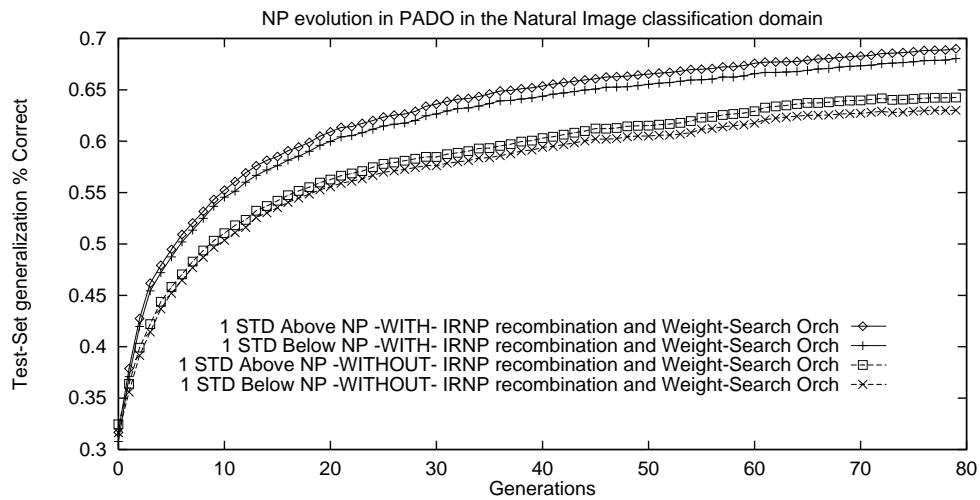 NP evolution in PADO in the Natural Image classification domain
Test-Set generalization % Correct
0.7
0.65
0.6
0.55
0.5
0.45
0.4
0.35
0.3
1 STD Above NP -WITH- IRNP recombination and Weight-Search Orch
1 STD Below NP -WITH- IRNP recombination and Weight-Search Orch
1 STD Above NP -WITHOUT- IRNP recombination and Weight-Search Orch
1 STD Below NP -WITHOUT- IRNP recombination and Weight-Search Orch
0 10 20 30 40 50 60 70 80
Generations